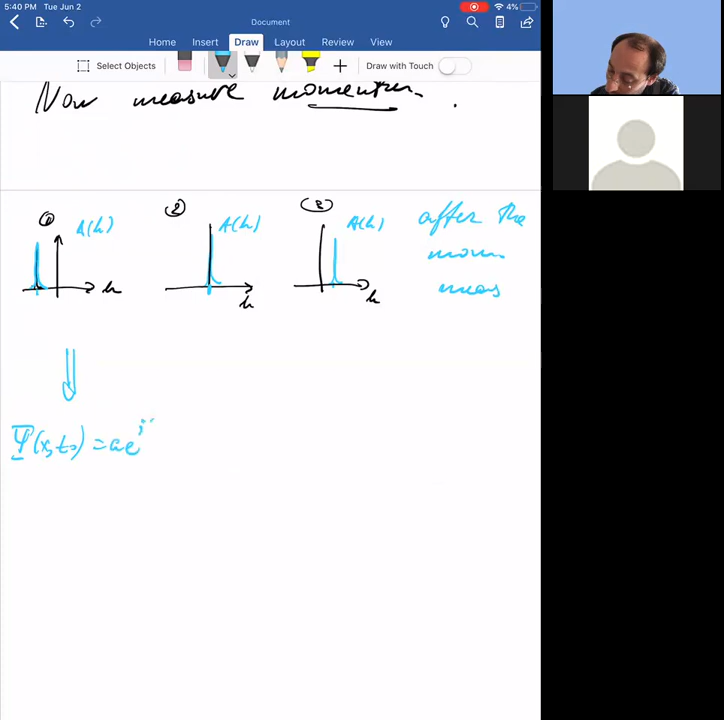 5:40 PM Tue Jun 2
4%
Document
Home Insert Draw Layout Review View
Select Objects
Draw with Touch
Now measure momentum.
① ② ③
A(k) A(k) A(k)
k k k
after the
mom.
meas
Ψ(x,t₀) = ae^i